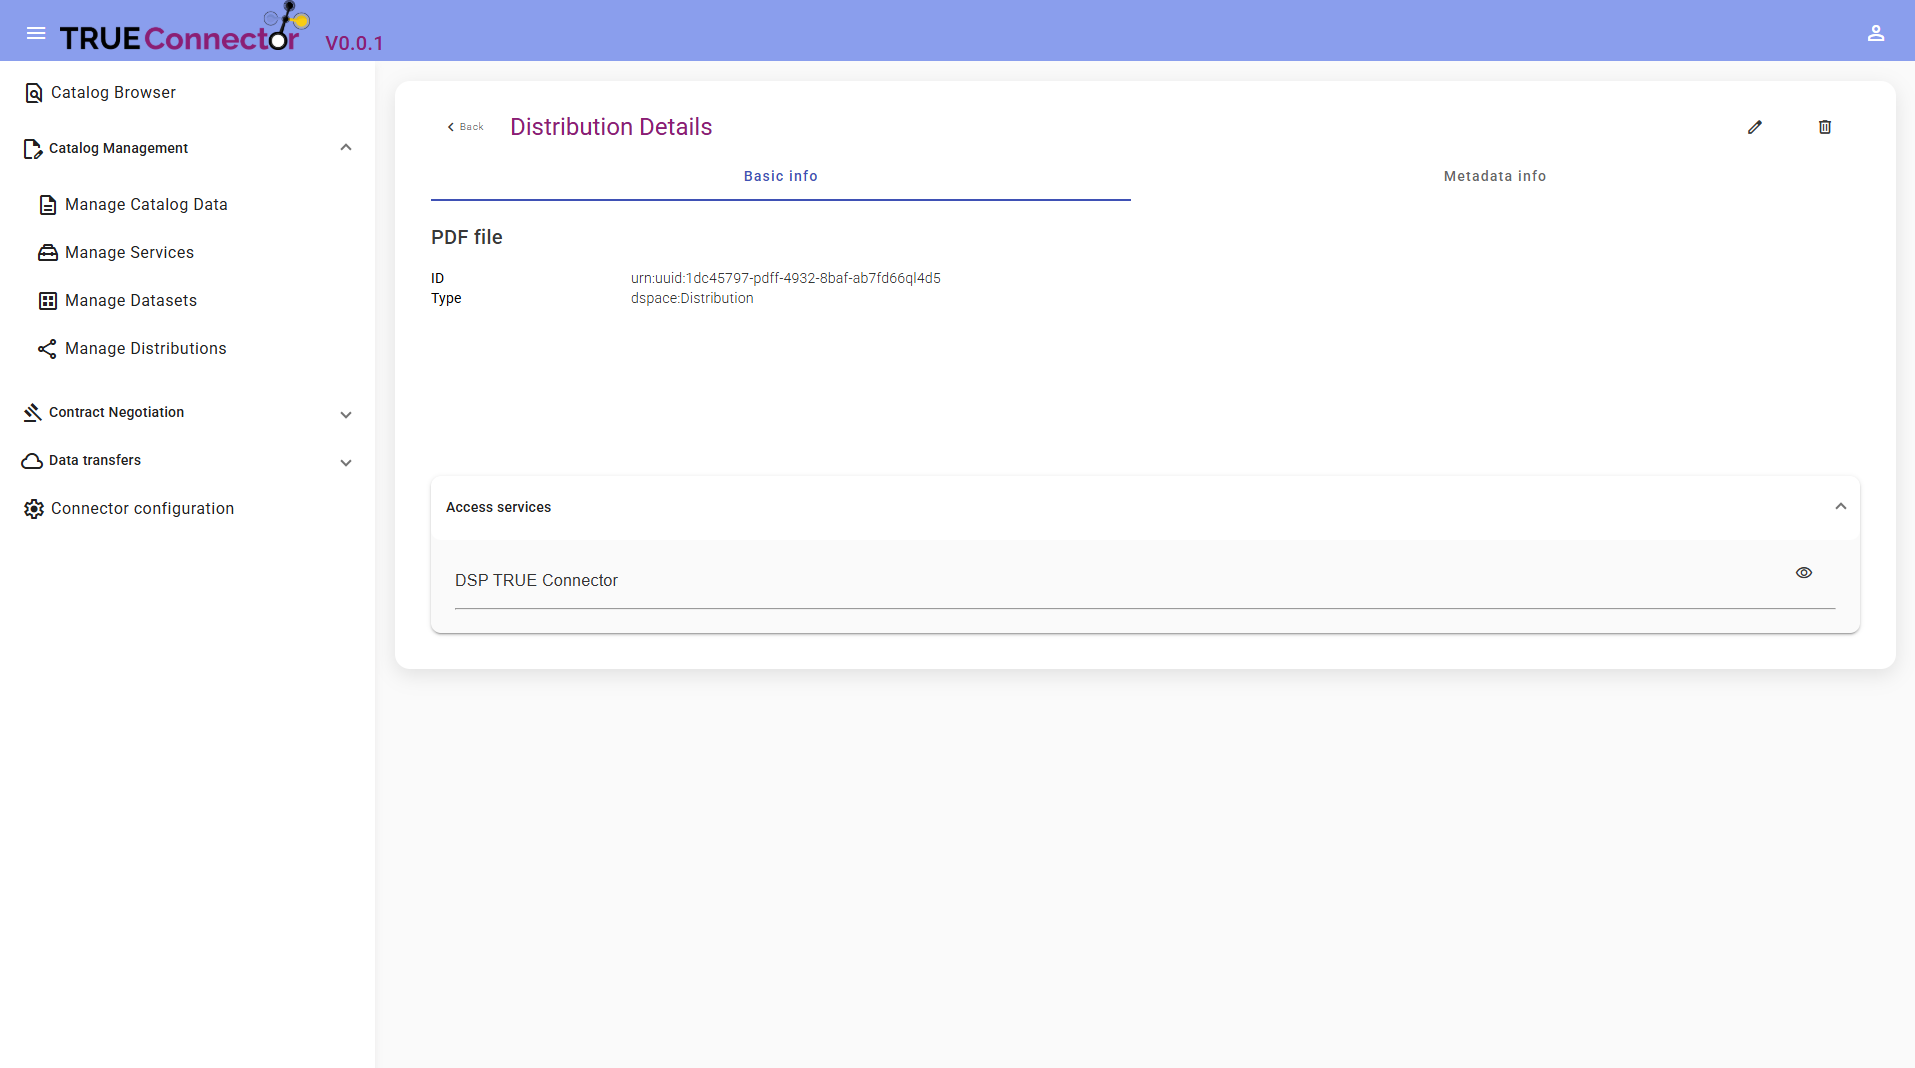 TRUE Connector V0.0.1
Catalog Browser
Catalog Management
Manage Catalog Data
Manage Services
Manage Datasets
Manage Distributions
Contract Negotiation
Data transfers
Connector configuration
Back Distribution Details
Basic info Metadata info
PDF file
ID urn:uuid:1dc45797-pdff-4932-8baf-ab7fd66ql4d5
Type dspace:Distribution
Access services
DSP TRUE Connector